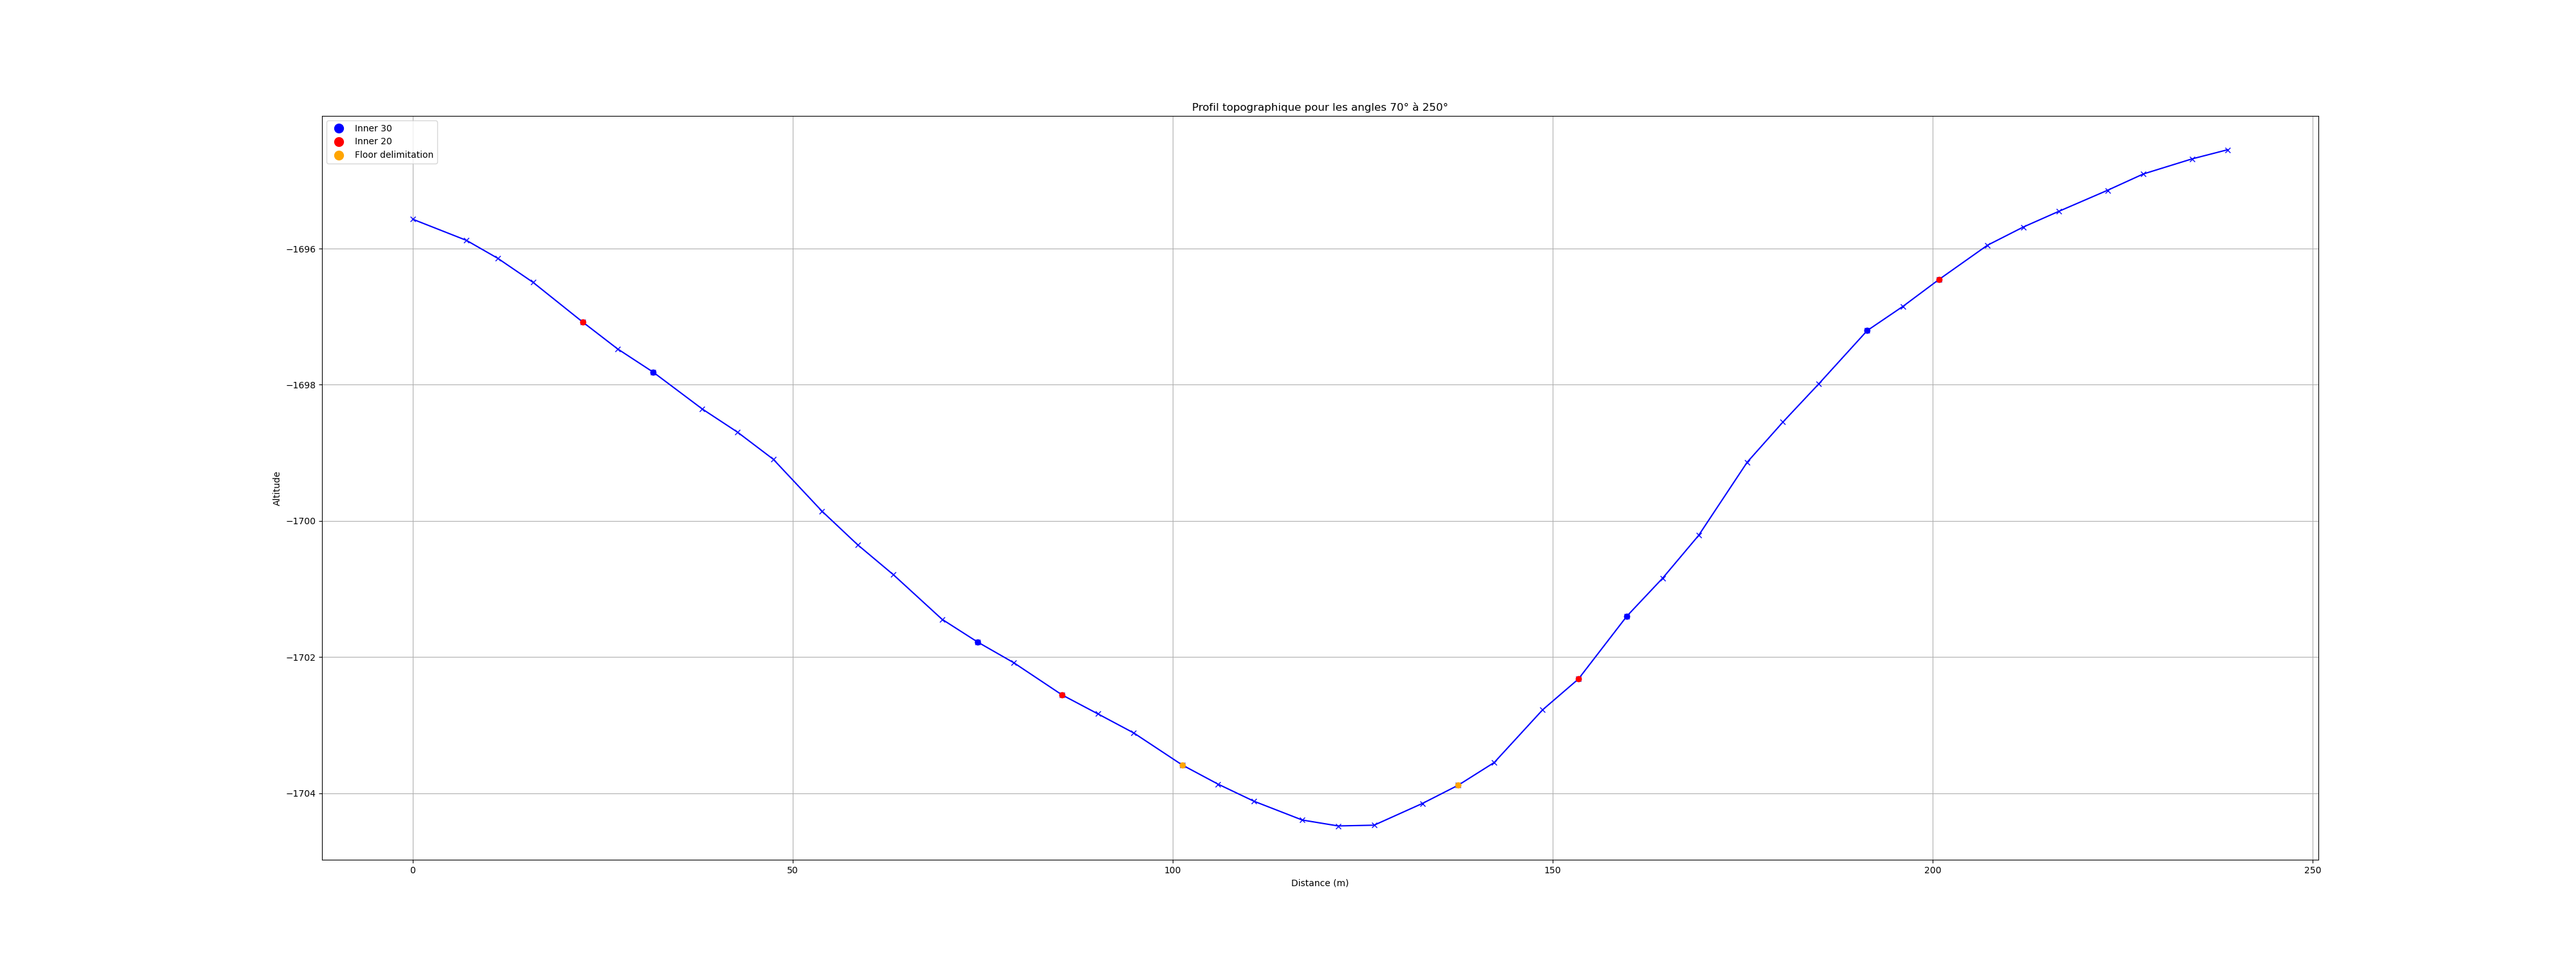 Profil topographique pour les angles 70° à 250°
Inner 30
Inner 20
Floor delimitation
−1696
−1698
−1700
−1702
−1704
Altitude
0 50 100 150 200 250
Distance (m)